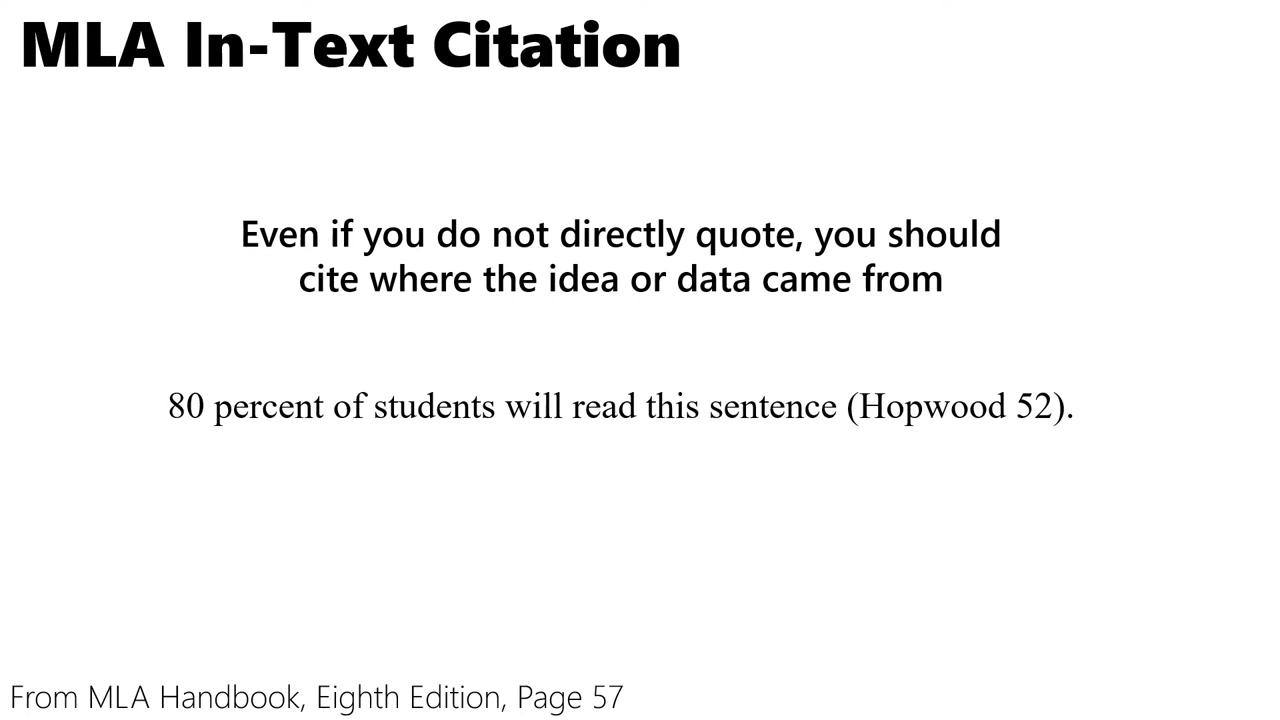 MLA In-Text Citation
Even if you do not directly quote, you should
cite where the idea or data came from
80 percent of students will read this sentence (Hopwood 52).
From MLA Handbook, Eighth Edition, Page 57